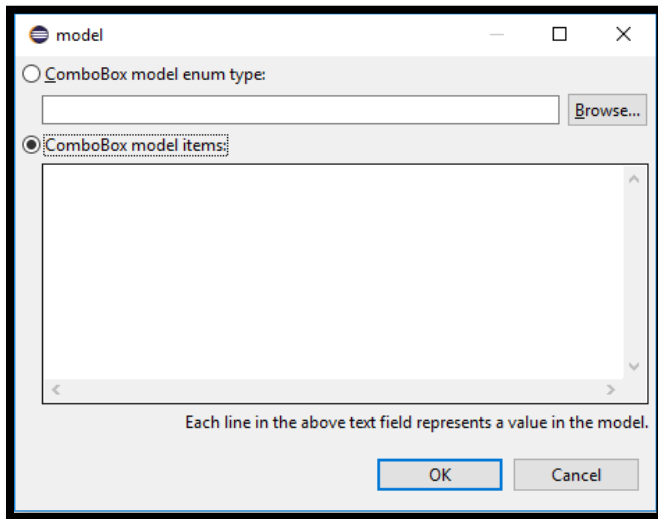 model
ComboBox model enum type:
Browse...
ComboBox model items:
Each line in the above text field represents a value in the model.
OK
Cancel